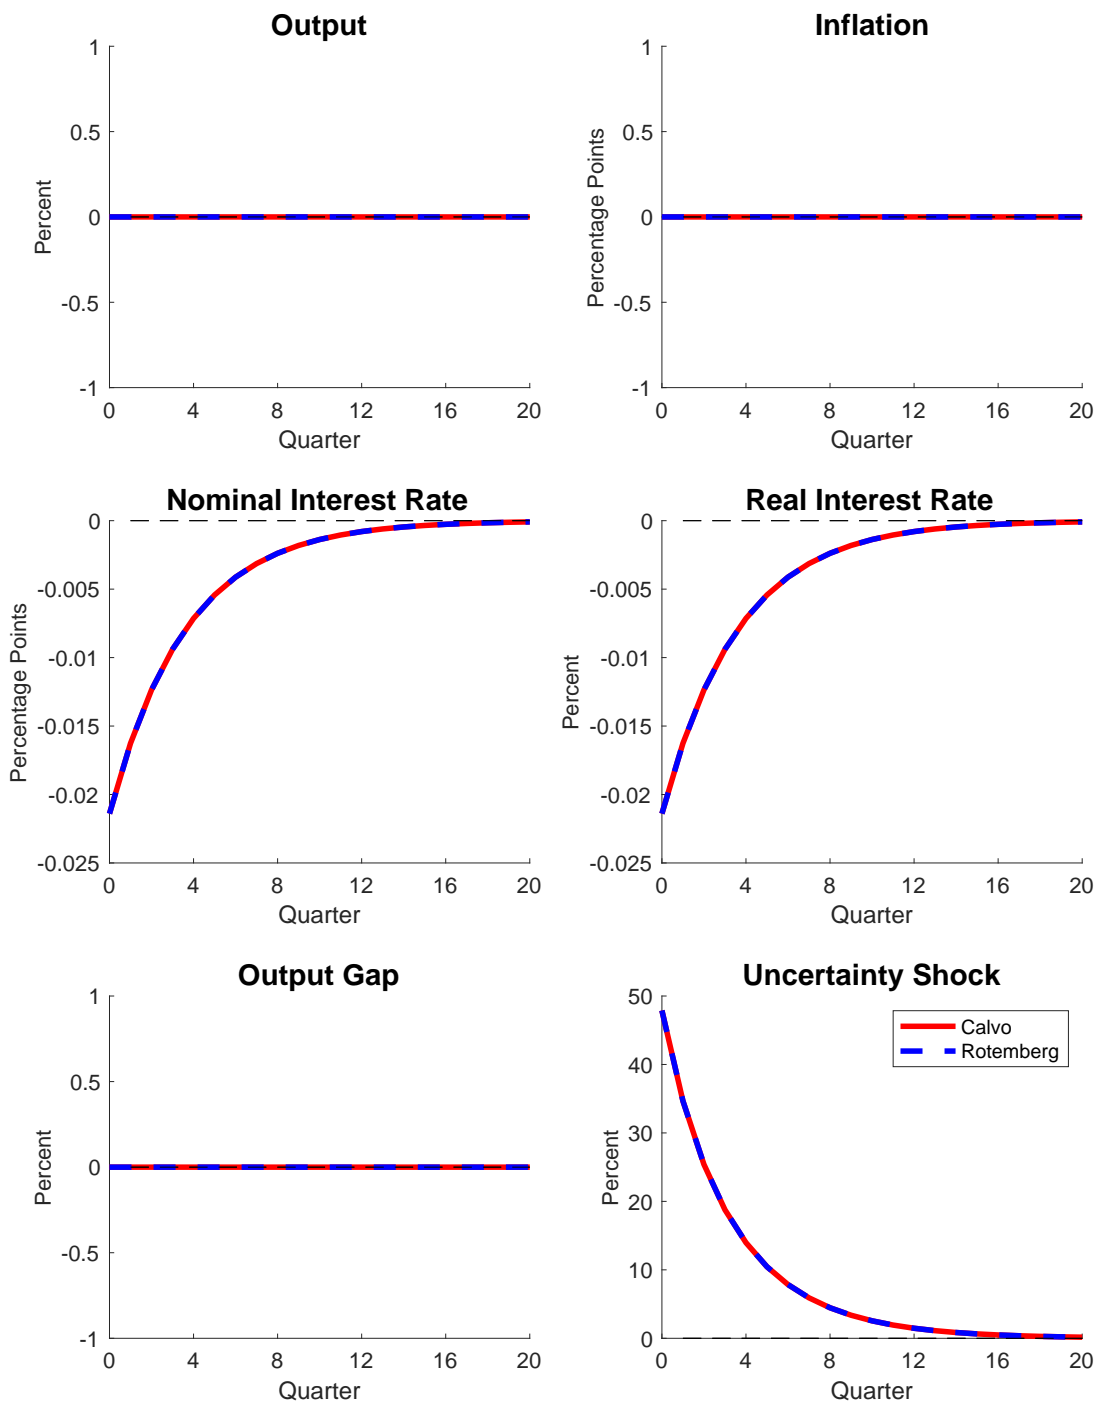 Output
1
0.5
0
-0.5
-1
Percent
0 4 8 12 16 20
Quarter
Inflation
1
0.5
0
-0.5
-1
Percentage Points
0 4 8 12 16 20
Quarter
Nominal Interest Rate
0
-0.005
-0.01
-0.015
-0.02
-0.025
Percentage Points
0 4 8 12 16 20
Quarter
Real Interest Rate
0
-0.005
-0.01
-0.015
-0.02
-0.025
Percent
0 4 8 12 16 20
Quarter
Output Gap
1
0.5
0
-0.5
-1
Percent
0 4 8 12 16 20
Quarter
Uncertainty Shock
50
40
30
20
10
0
Percent
Calvo
Rotemberg
0 4 8 12 16 20
Quarter